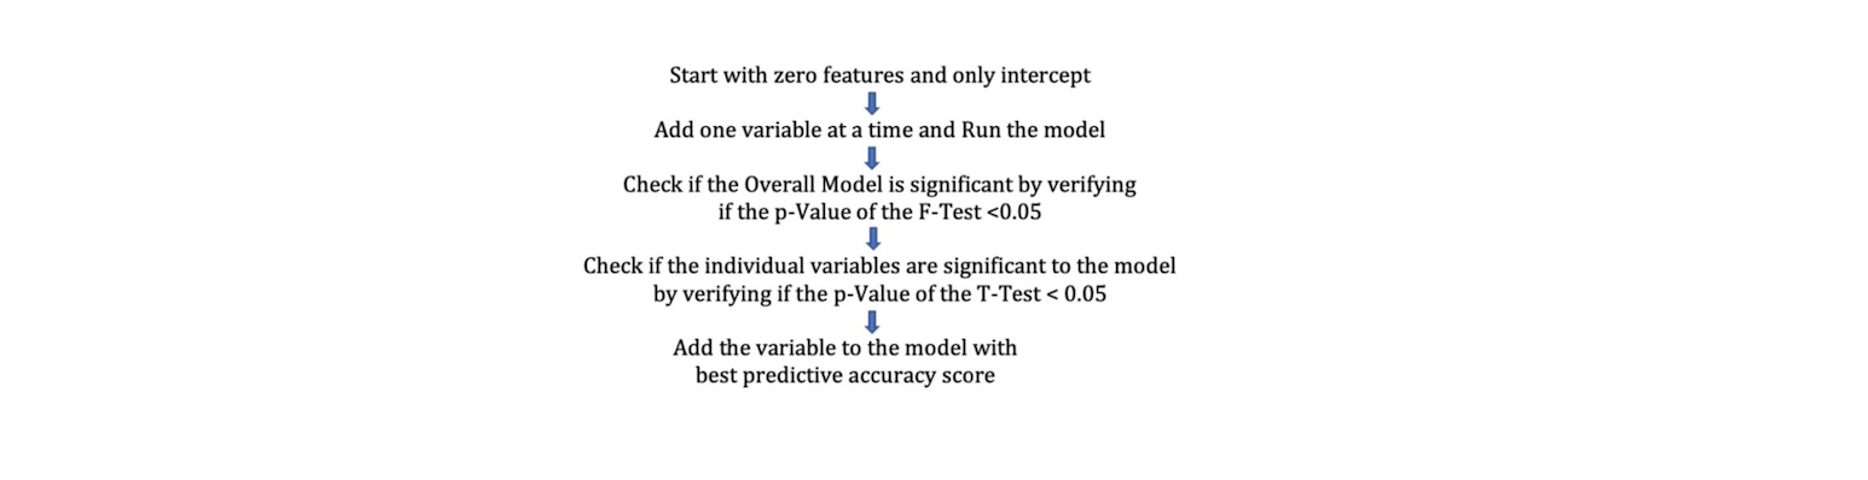 Start with zero features and only intercept
Add one variable at a time and Run the model
Check if the Overall Model is significant by verifying
if the p-Value of the F-Test <0.05
Check if the individual variables are significant to the model
by verifying if the p-Value of the T-Test < 0.05
Add the variable to the model with
best predictive accuracy score